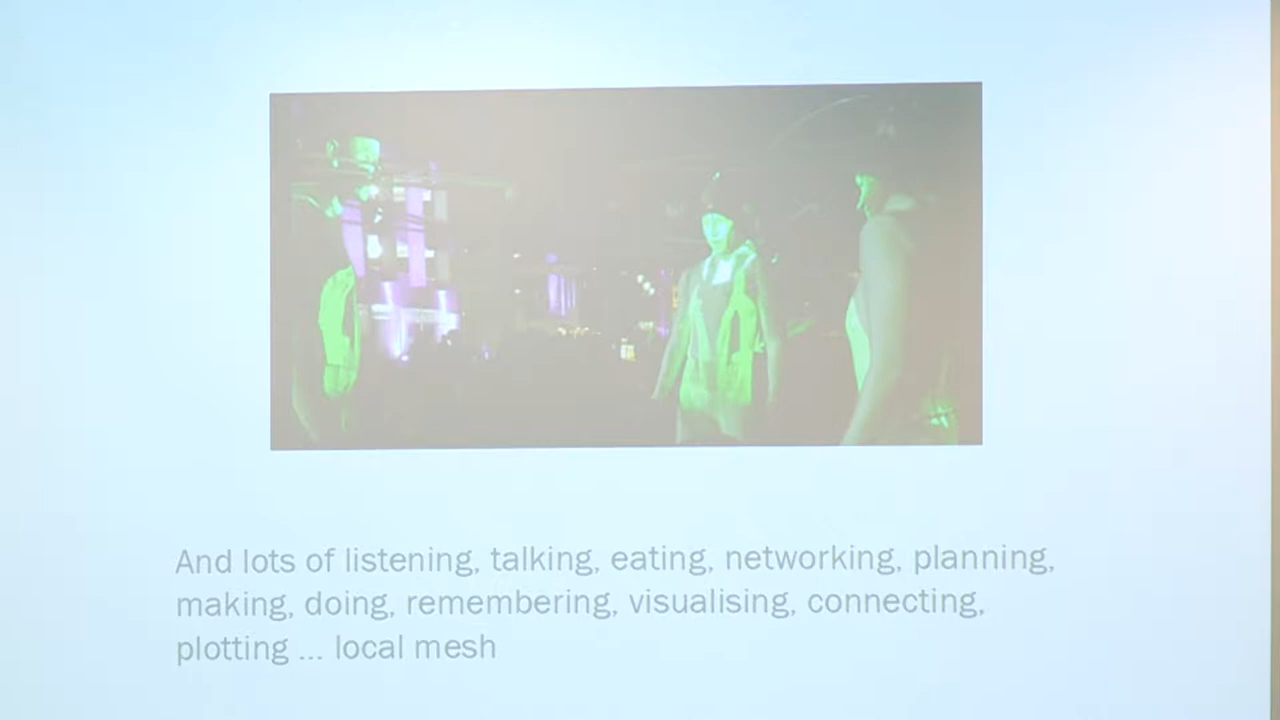 And lots of listening, talking, eating, networking, planning,
making, doing, remembering, visualising, connecting,
plotting ... local mesh